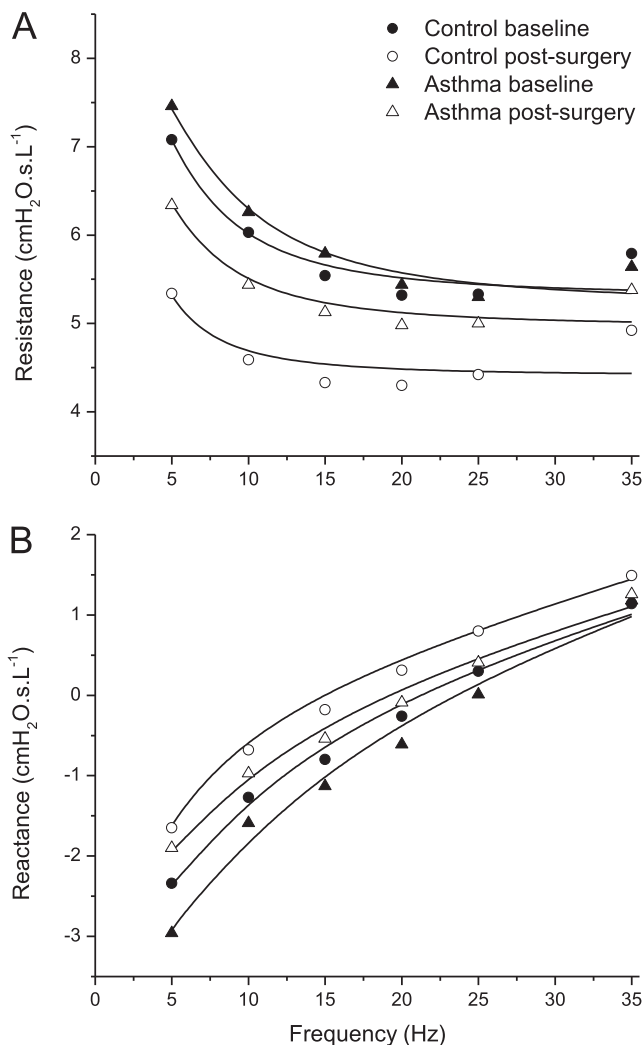 A
Control baseline
Control post-surgery
Asthma baseline
Asthma post-surgery
Resistance (cmH₂O.s.L⁻¹)
8
7
6
5
4
0 5 10 15 20 25 30 35
B
Reactance (cmH₂O.s.L⁻¹)
2
1
0
-1
-2
-3
0 5 10 15 20 25 30 35
Frequency (Hz)